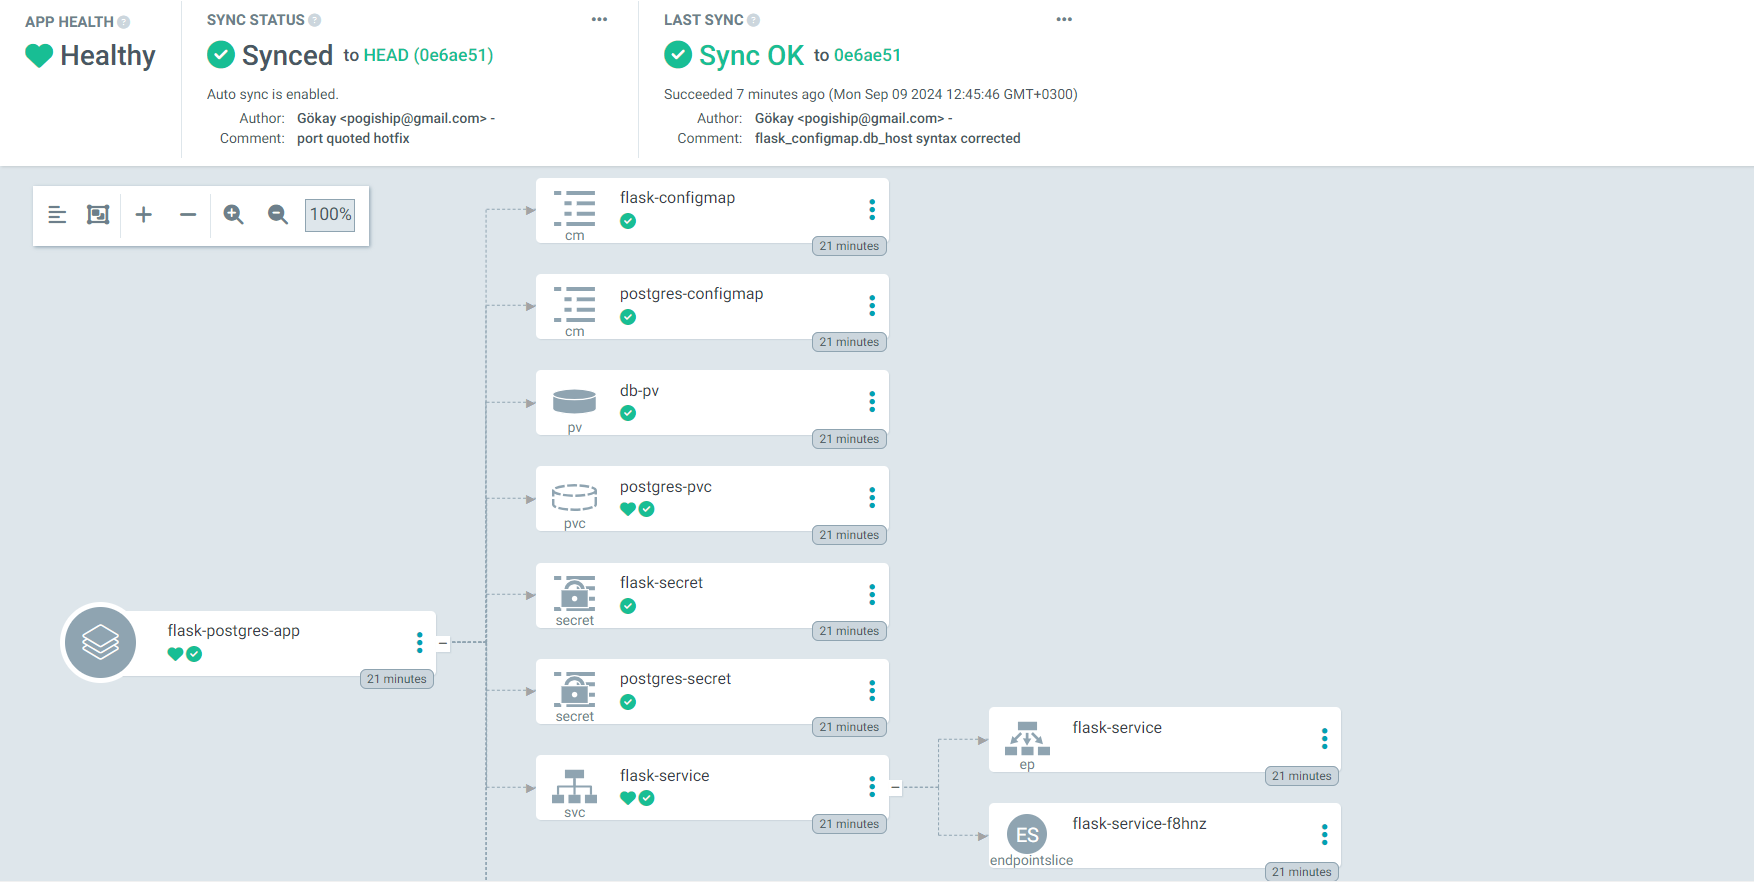 APP HEALTH
Healthy
SYNC STATUS
Synced to HEAD (0e6ae51)
Auto sync is enabled.
Author: Gökay <pogiship@gmail.com> -
Comment: port quoted hotfix
LAST SYNC
Sync OK to 0e6ae51
Succeeded 7 minutes ago (Mon Sep 09 2024 12:45:46 GMT+0300)
Author: Gökay <pogiship@gmail.com> -
Comment: flask_configmap.db_host syntax corrected
100%
flask-configmap
cm
21 minutes
postgres-configmap
cm
21 minutes
db-pv
pv
21 minutes
postgres-pvc
pvc
21 minutes
flask-secret
secret
21 minutes
flask-postgres-app
21 minutes
postgres-secret
secret
21 minutes
flask-service
svc
21 minutes
flask-service
ep
21 minutes
flask-service-f8hnz
ES
endpointslice
21 minutes